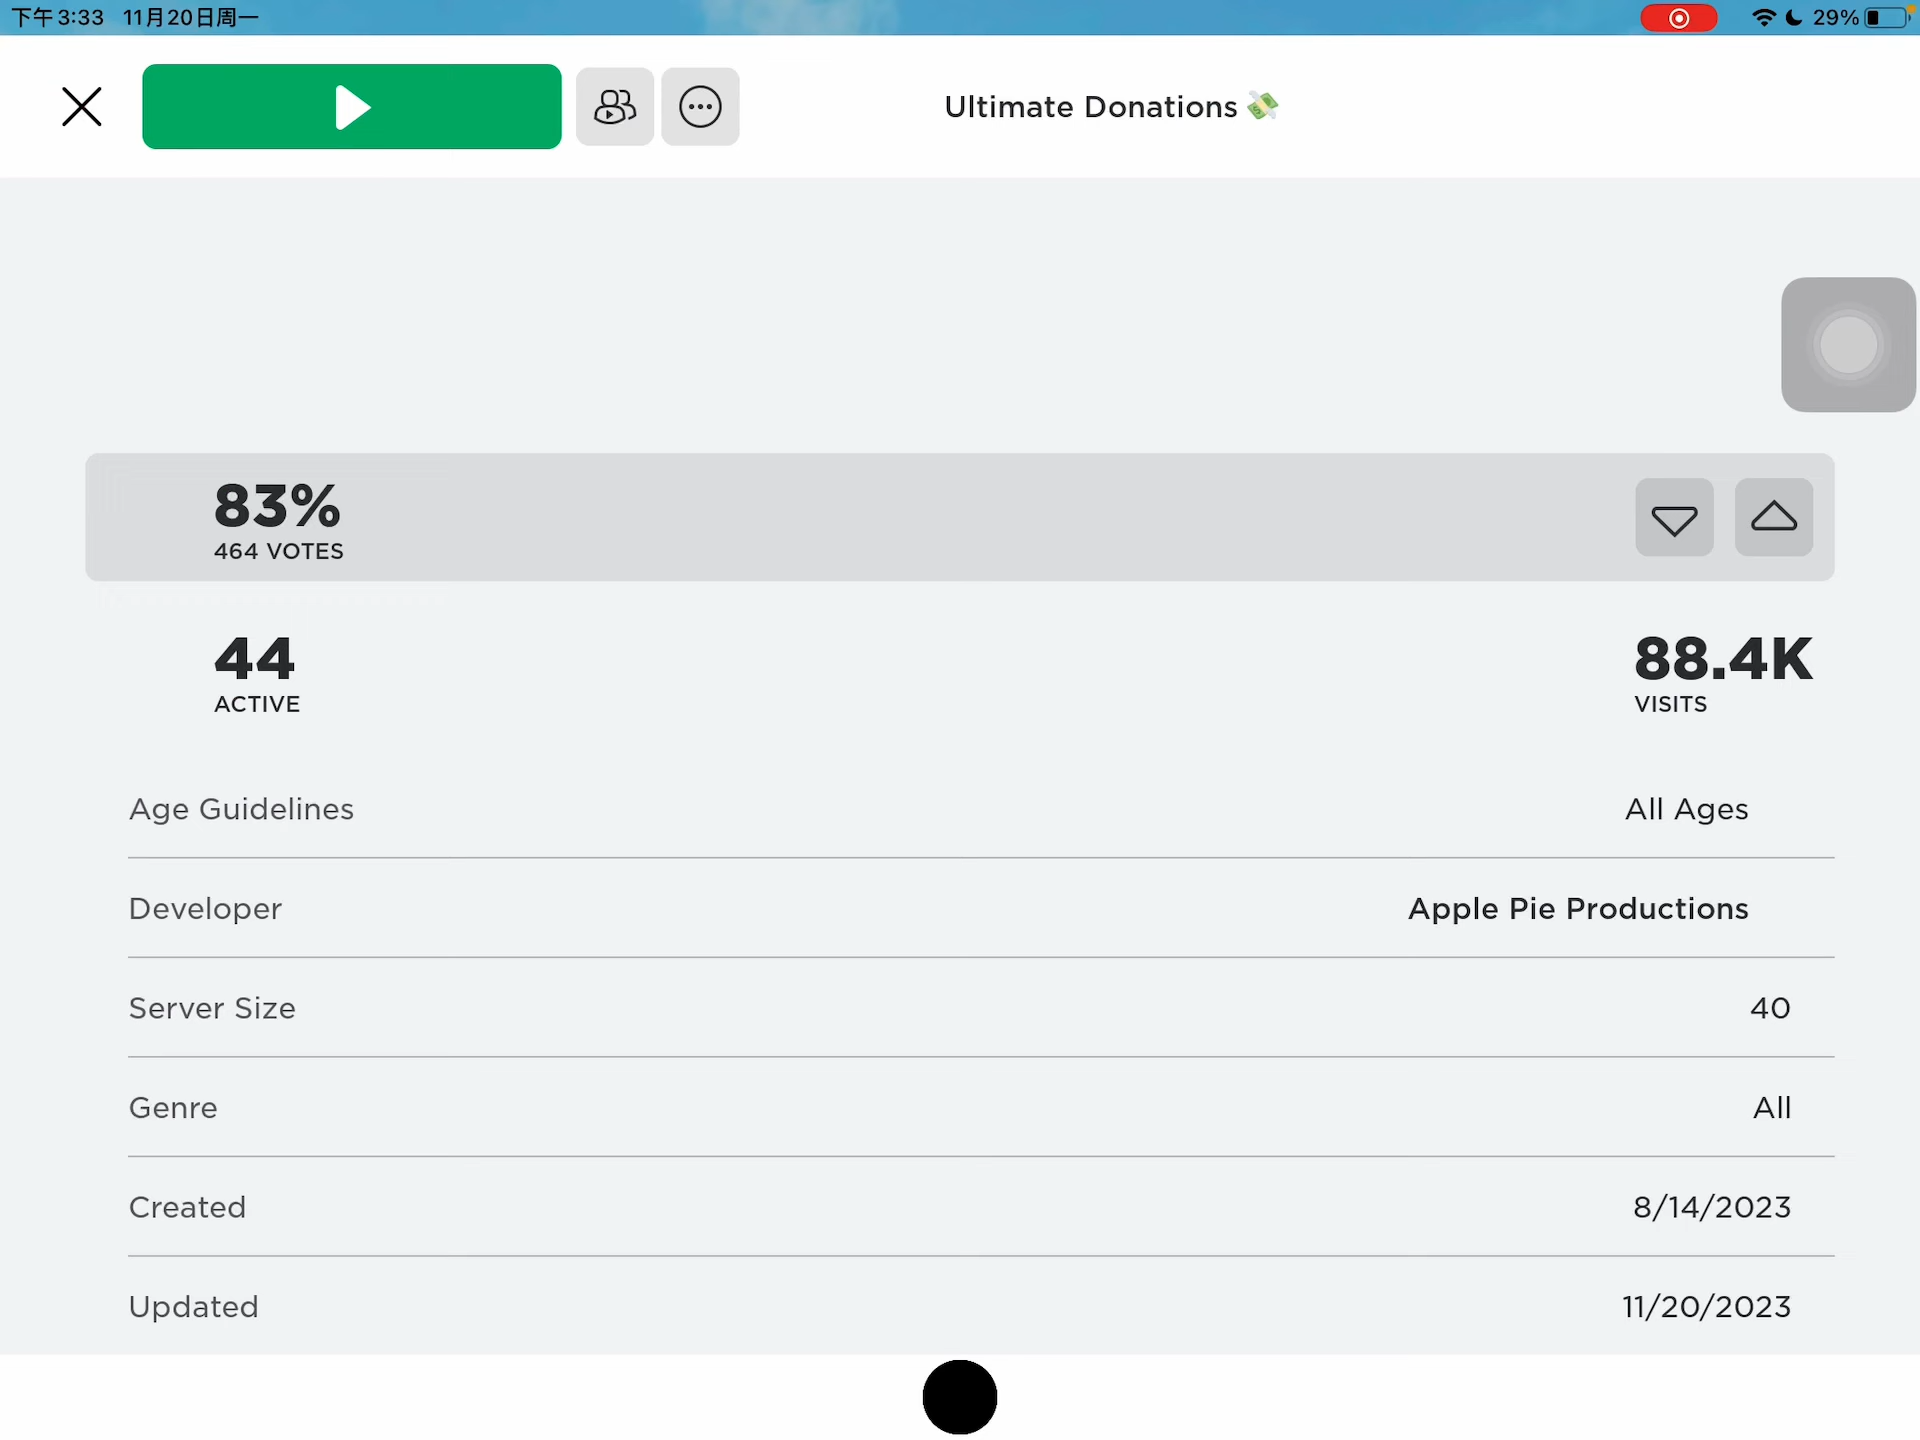 下午3:33 11月20日周一 29%
Ultimate Donations 💸
83%
464 VOTES
44
ACTIVE
88.4K
VISITS
Age Guidelines All Ages
Developer Apple Pie Productions
Server Size 40
Genre All
Created 8/14/2023
Updated 11/20/2023